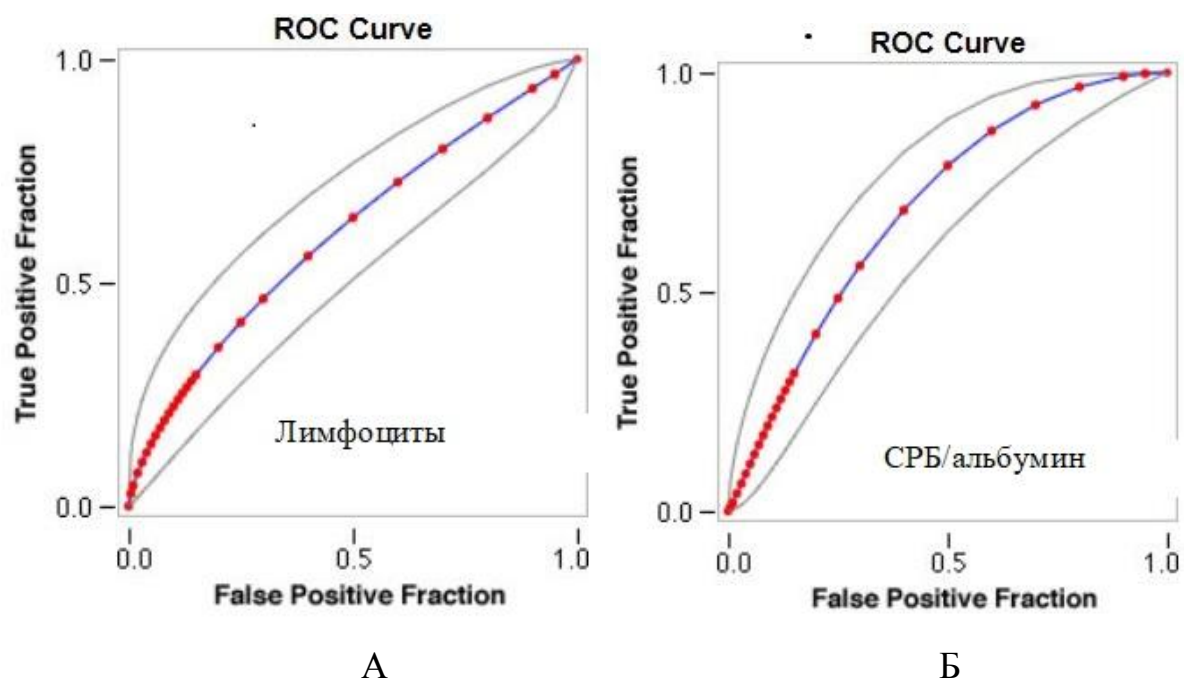 ROC Curve
1.0
0.5
0.0
True Positive Fraction
Лимфоциты
0.0 0.5 1.0
False Positive Fraction
А
ROC Curve
1.0
0.5
0.0
True Positive Fraction
СРБ/альбумин
0.0 0.5 1.0
False Positive Fraction
Б